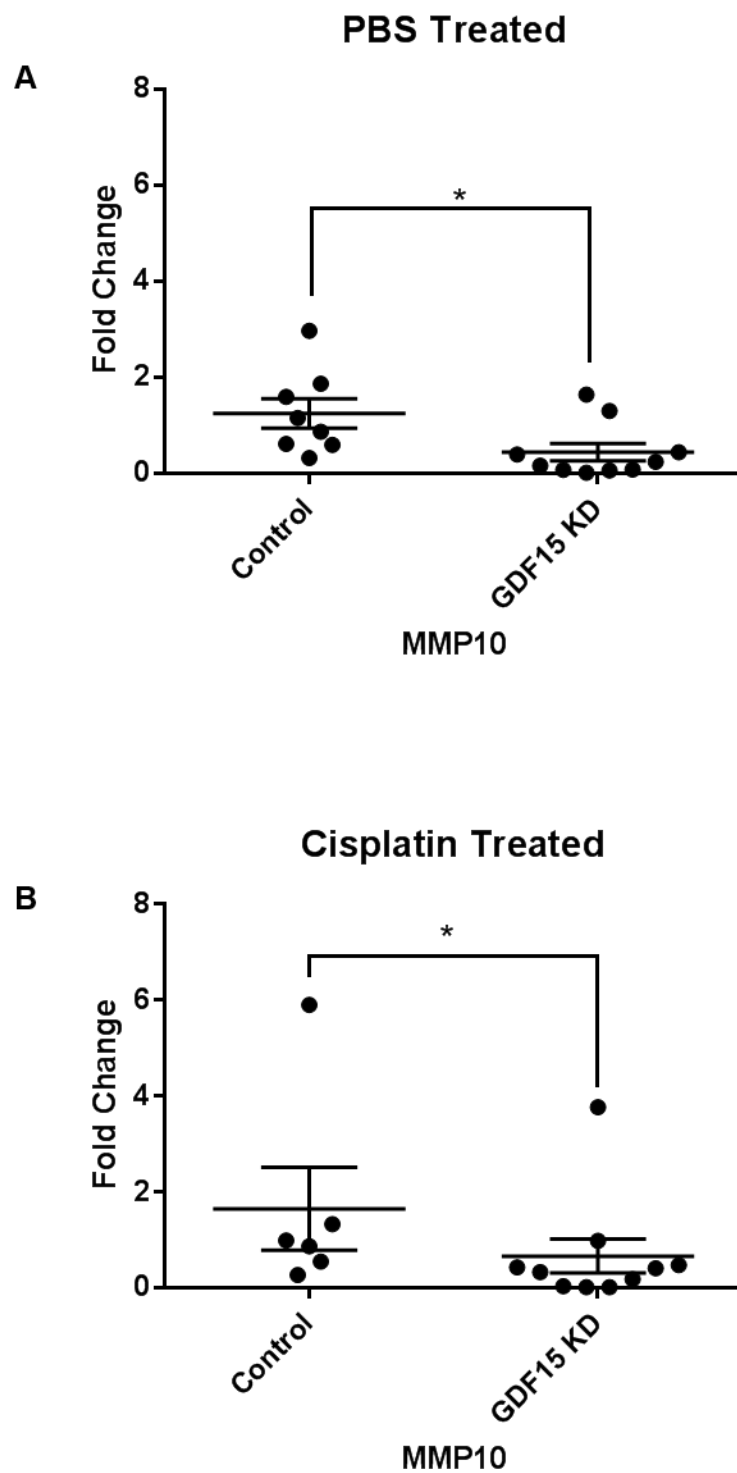 PBS Treated
A
8
6
4
2
0
Fold Change
*
Control
GDF15 KD
MMP10
Cisplatin Treated
B
8
6
4
2
0
Fold Change
*
Control
GDF15 KD
MMP10